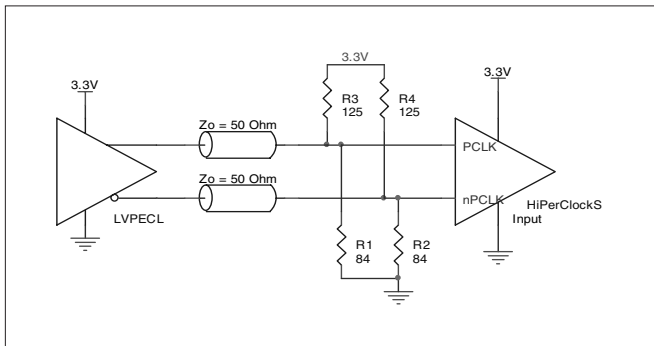 3.3V
3.3V
3.3V
R3
125
R4
125
Zo = 50 Ohm
PCLK
Zo = 50 Ohm
nPCLK
HiPerClockS
Input
LVPECL
R1
84
R2
84